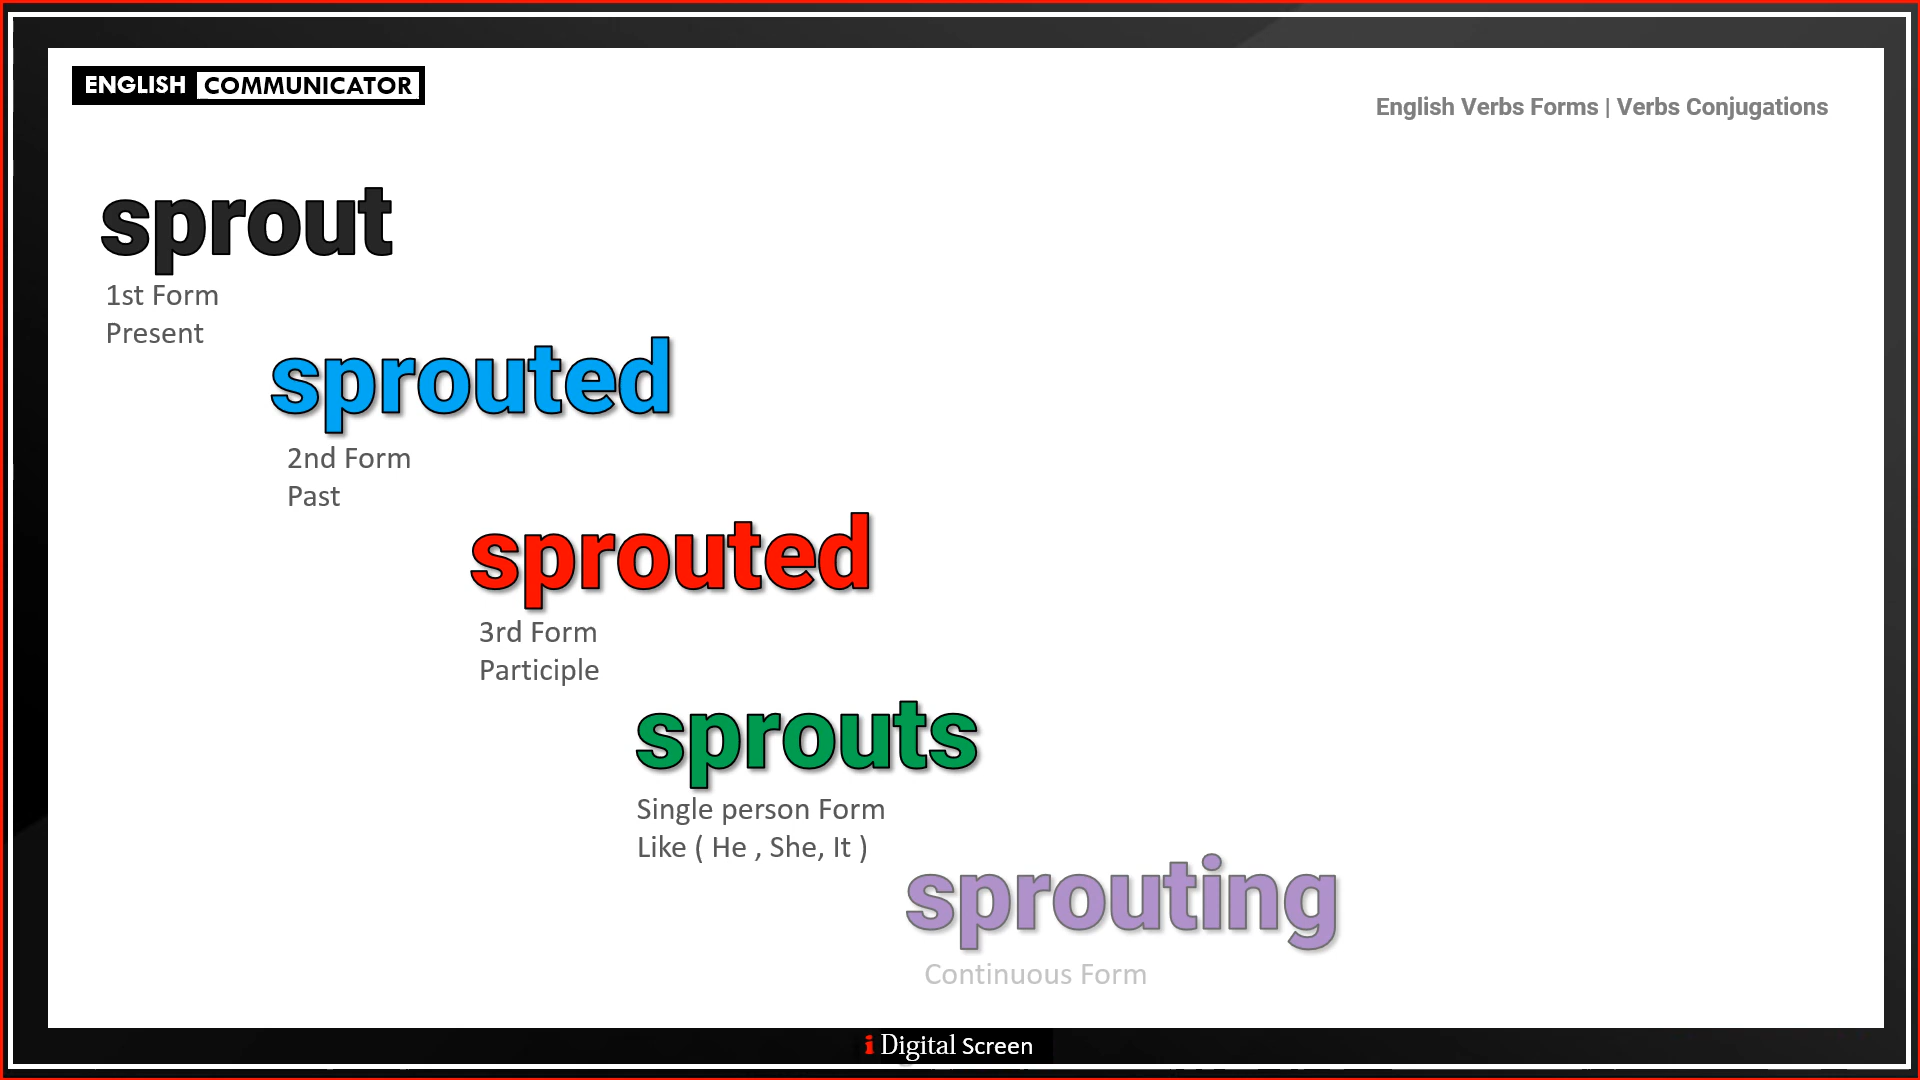 ENGLISH COMMUNICATOR
English Verbs Forms | Verbs Conjugations
sprout
1st Form
Present
sprouted
2nd Form
Past
sprouted
3rd Form
Participle
sprouts
Single person Form
Like ( He , She, It )
sprouting
Continuous Form
i Digital Screen